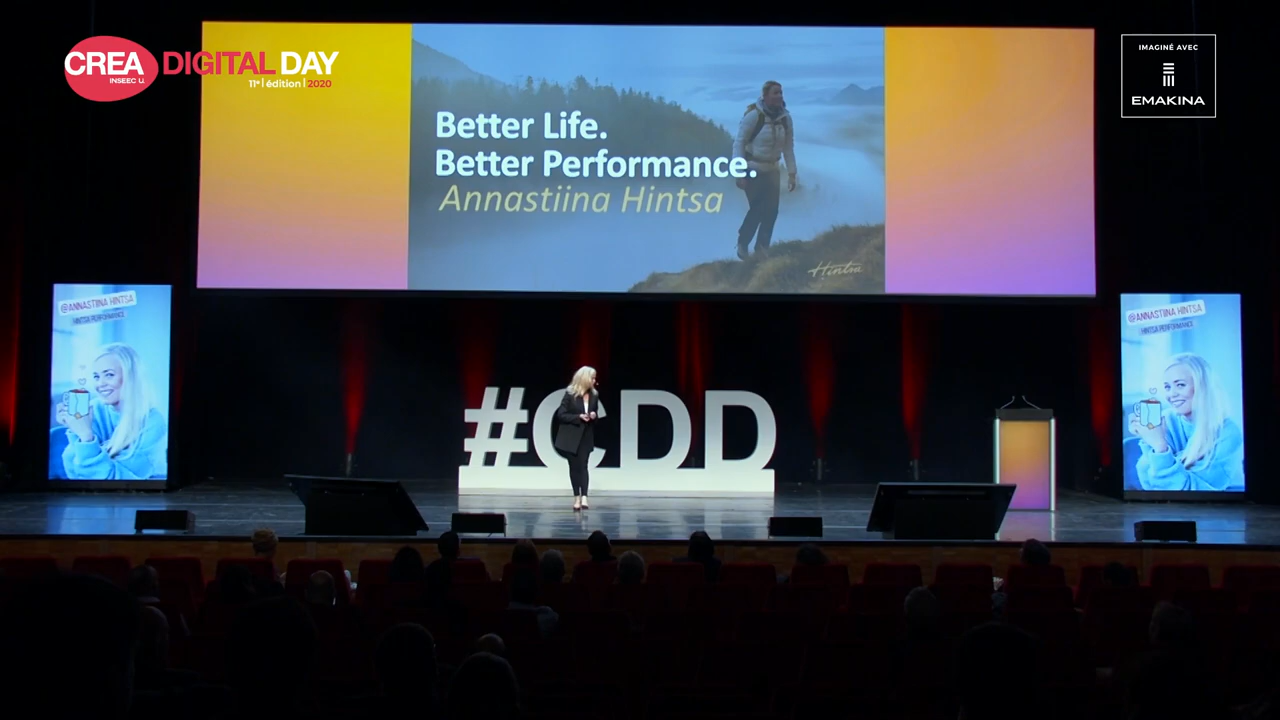 CREA DIGITAL DAY
INSEEC U.
11e | édition | 2020
IMAGINÉ AVEC
EMAKINA
Better Life.
Better Performance.
Annastiina Hintsa
Hintsa
@ANNASTIINA HINTSA
HINTSA PERFORMANCE
@ANNASTIINA HINTSA
HINTSA PERFORMANCE
#CDD